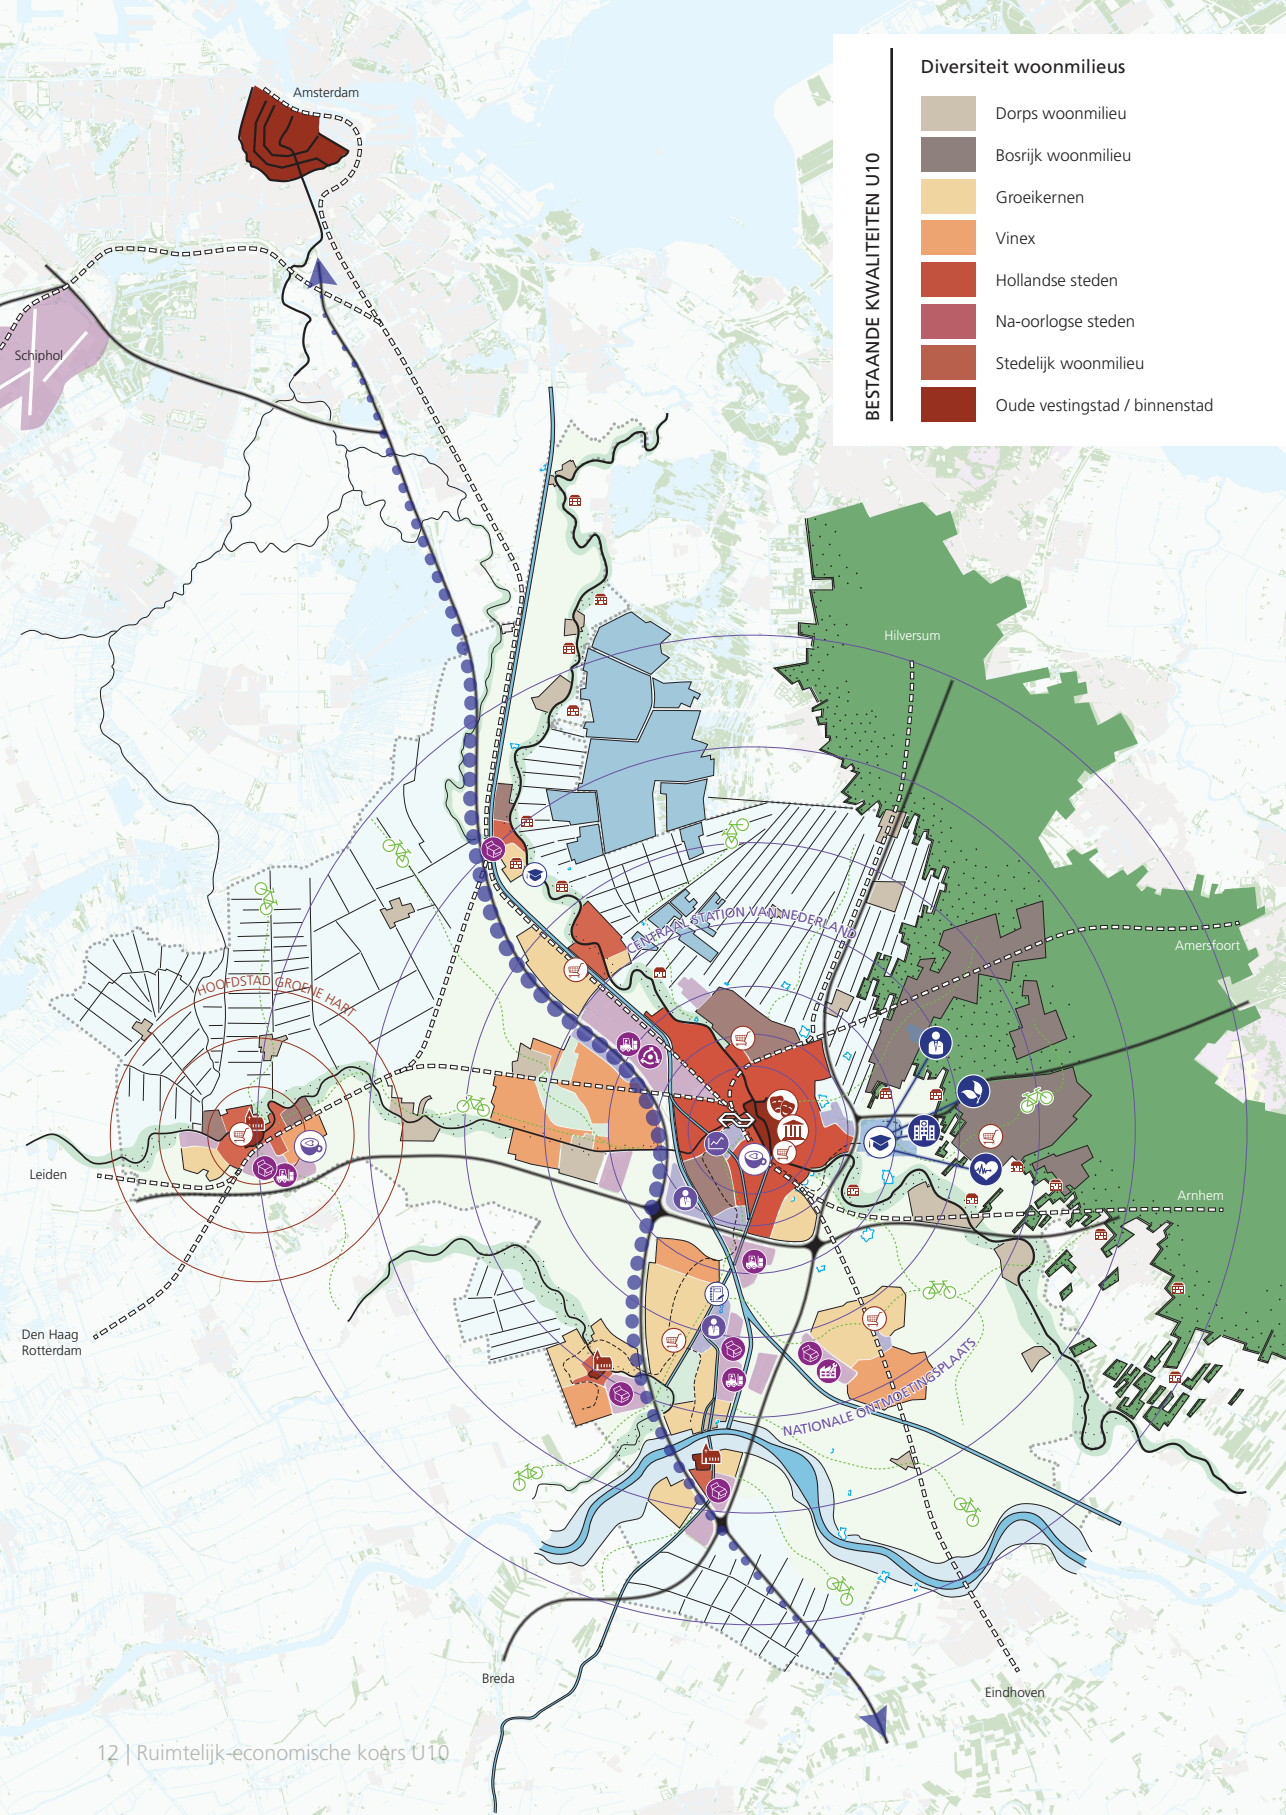 Diversiteit woonmilieus
BESTAANDE KWALITEITEN U10
Dorps woonmilieu
Bosrijk woonmilieu
Groeikernen
Vinex
Hollandse steden
Na-oorlogse steden
Stedelijk woonmilieu
Oude vestingstad / binnenstad
Amsterdam
Schiphol
Hilversum
CENTRAAL STATION VAN NEDERLAND
Amersfoort
HOOFDSTAD GROENE HART
Leiden
Arnhem
Den Haag
Rotterdam
NATIONALE ONTMOETINGSPLAATS
Breda
Eindhoven
12 | Ruimtelijk-economische koers U10